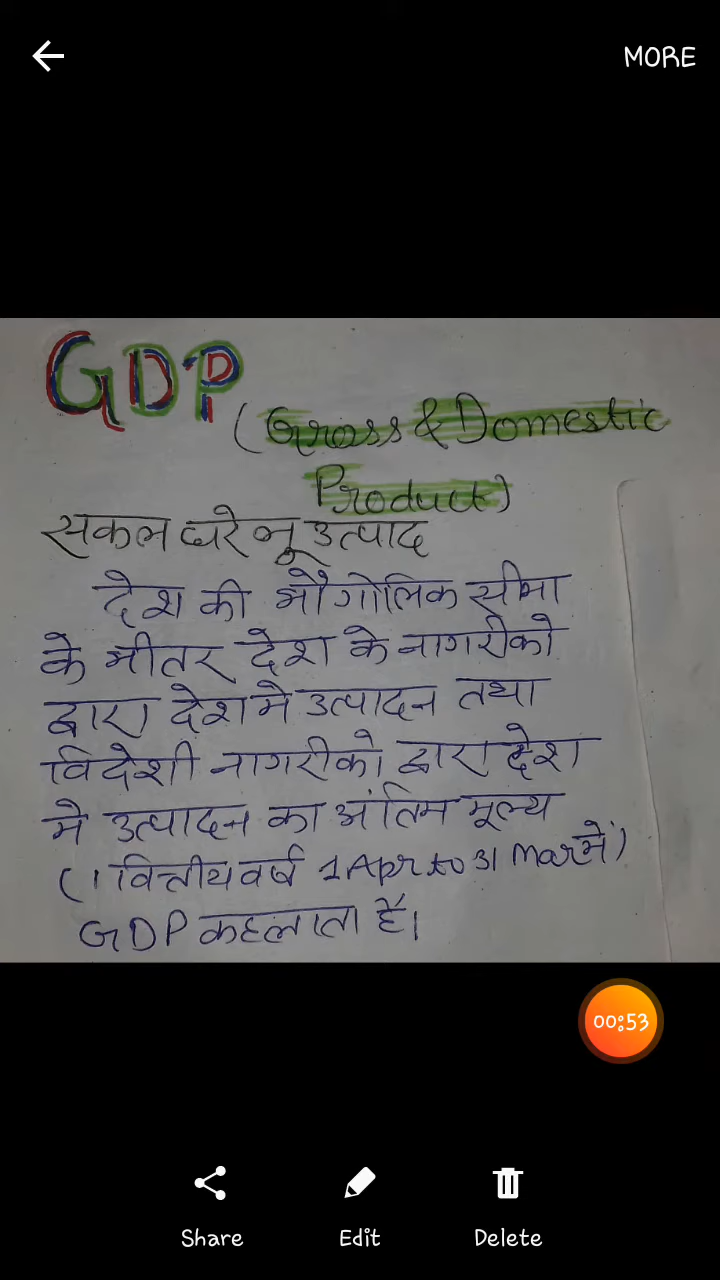 MORE
GDP
(Gross & Domestic
Product)
सकल घरेलू उत्पाद
देश की भौगोलिक सीमा
के भीतर देश के नागरीको
द्वारा देश मे उत्पादन तथा
विदेशी नागरीको द्वारा देश
मे उत्पादन का अंतिम मूल्य
(1 वित्तीय वर्ष 1 Apr to 31 Mar में)
GDP कहलाता है।
00:53
Share Edit Delete